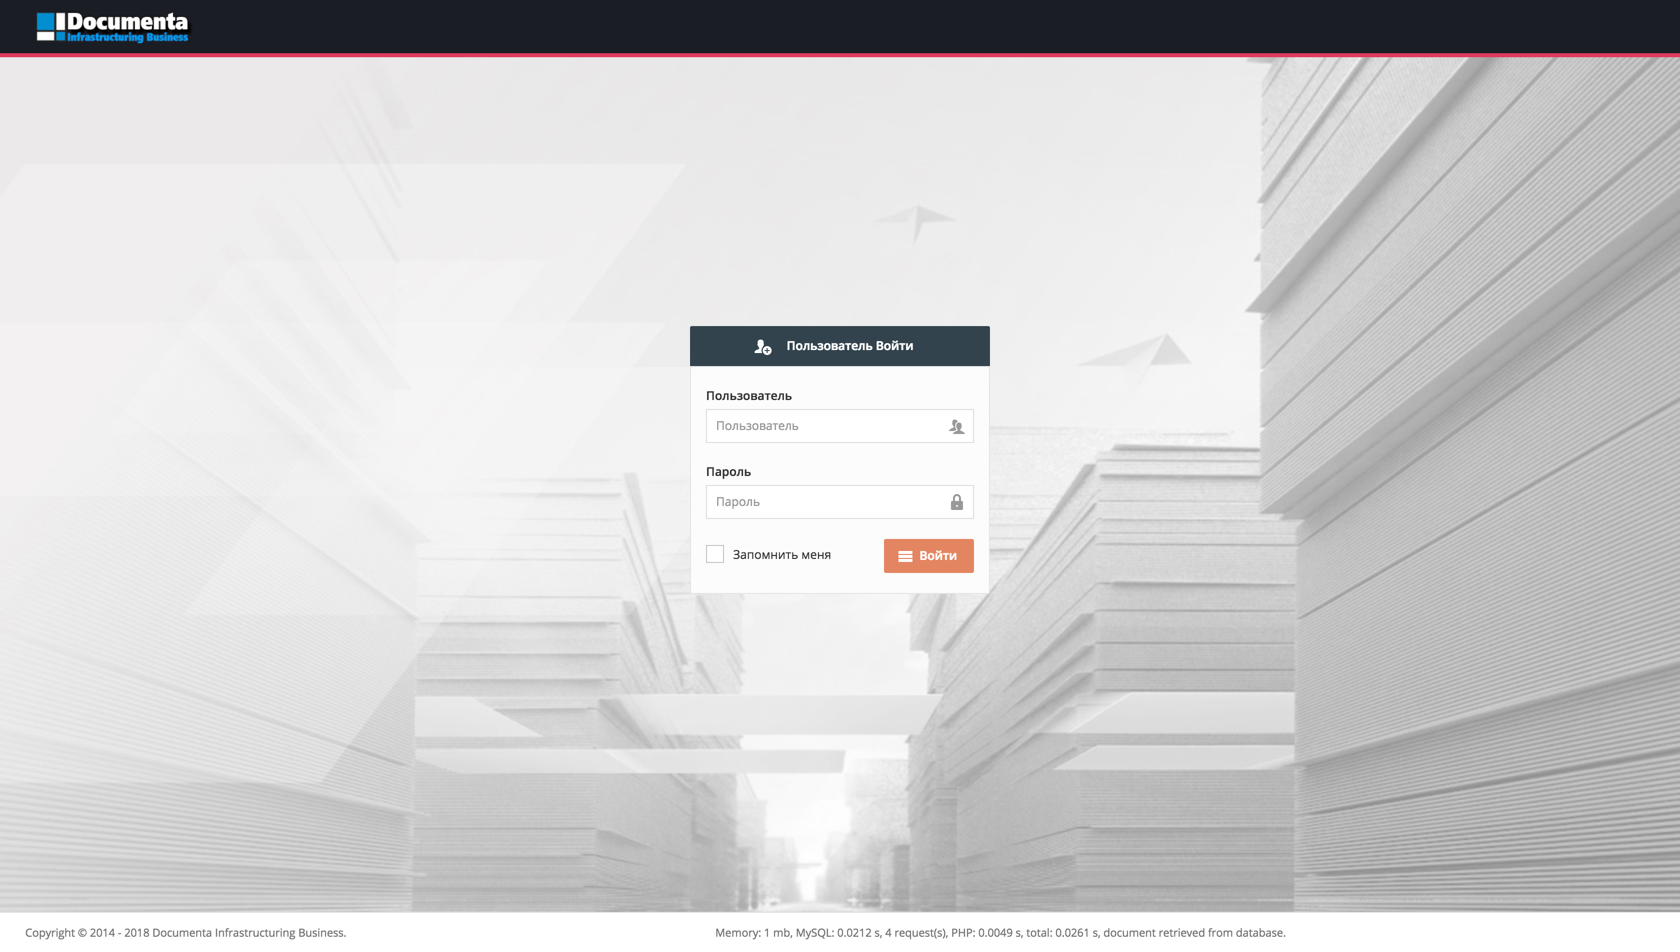 Documenta
Infrastructuring Business
Пользователь Войти
Пользователь
Пользователь
Пароль
Пароль
Запомнить меня
Войти
Copyright © 2014 - 2018 Documenta Infrastructuring Business.
Memory: 1 mb, MySQL: 0.0212 s, 4 request(s), PHP: 0.0049 s, total: 0.0261 s, document retrieved from database.